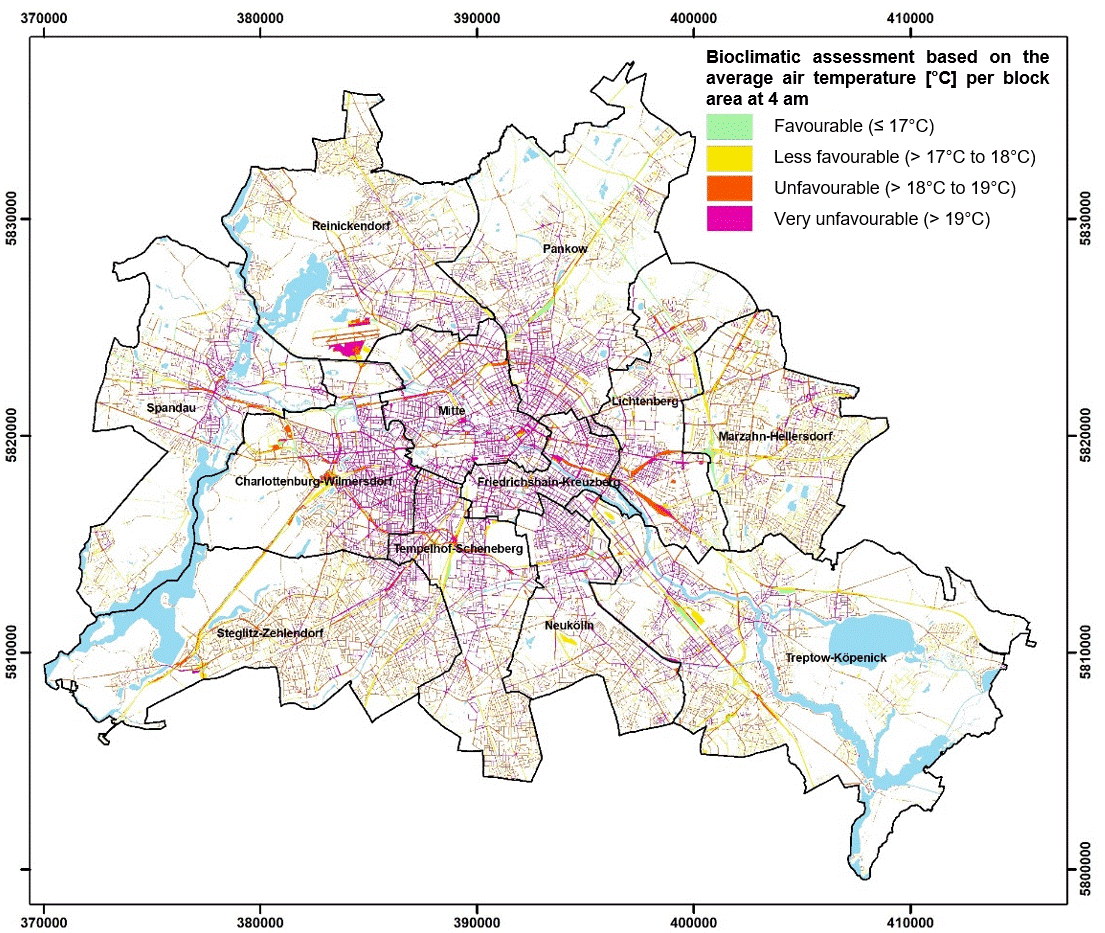 370000 380000 390000 400000 410000
Bioclimatic assessment based on the
average air temperature [°C] per block
area at 4 am
Favourable (≤ 17°C)
Less favourable (> 17°C to 18°C)
Unfavourable (> 18°C to 19°C)
Very unfavourable (> 19°C)
5830000
5830000
Reinickendorf
Pankow
Lichtenberg
Spandau
Mitte
5820000
5820000
Marzahn-Hellersdorf
Charlottenburg-Wilmersdorf
Friedrichshain-Kreuzberg
Tempelhof-Scheneberg
Neukölln
Steglitz-Zehlendorf
5810000
5810000
Treptow-Köpenick
5800000
370000 380000 390000 400000 410000